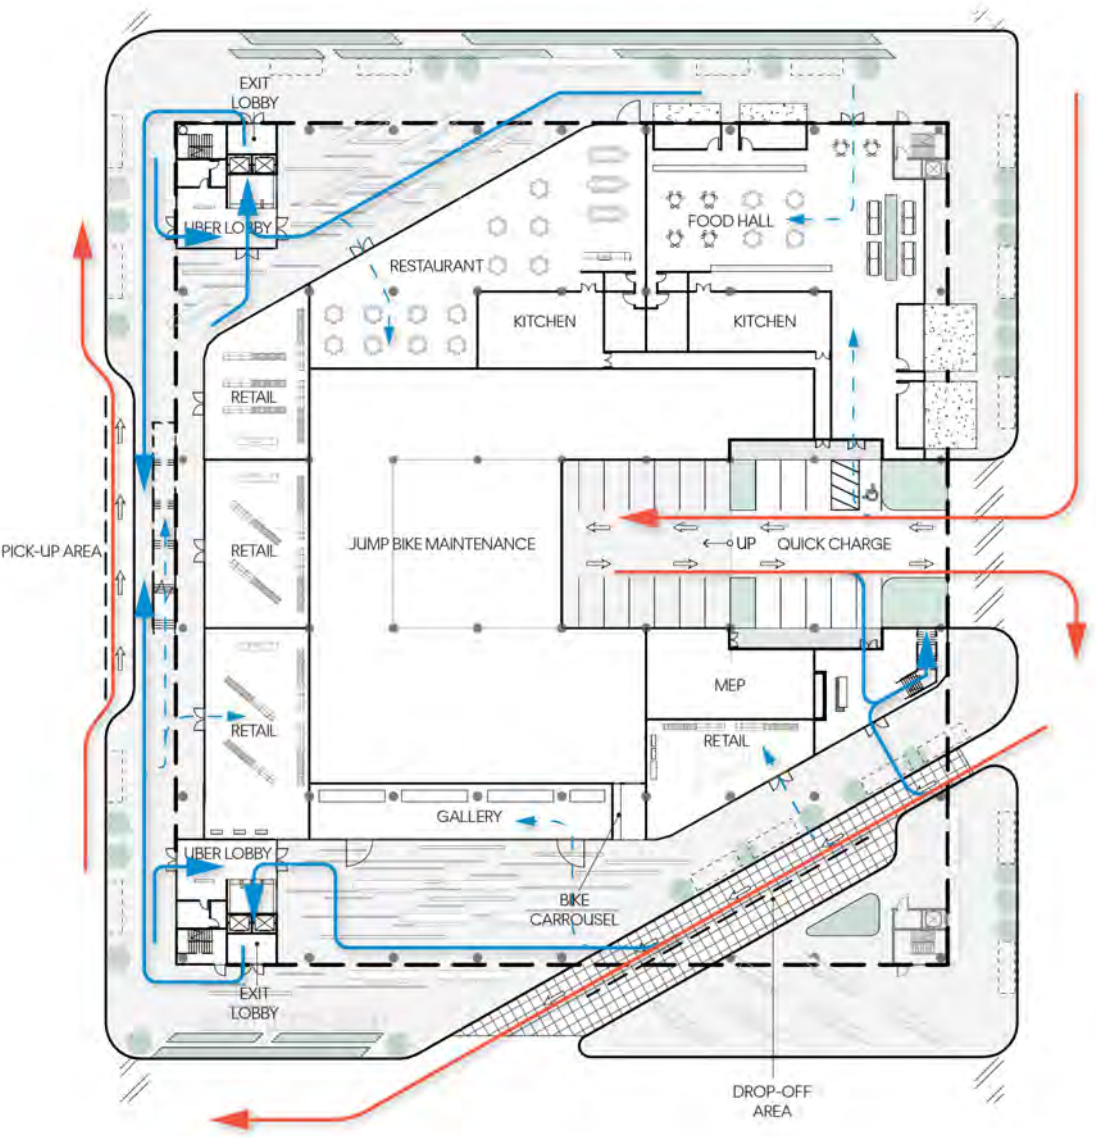 EXIT
LOBBY
UBER LOBBY
FOOD HALL
RESTAURANT
KITCHEN
KITCHEN
RETAIL
PICK-UP AREA
RETAIL
JUMP BIKE MAINTENANCE
UP
QUICK CHARGE
MEP
RETAIL
RETAIL
GALLERY
UBER LOBBY
BIKE
CARROUSEL
EXIT
LOBBY
DROP-OFF
AREA